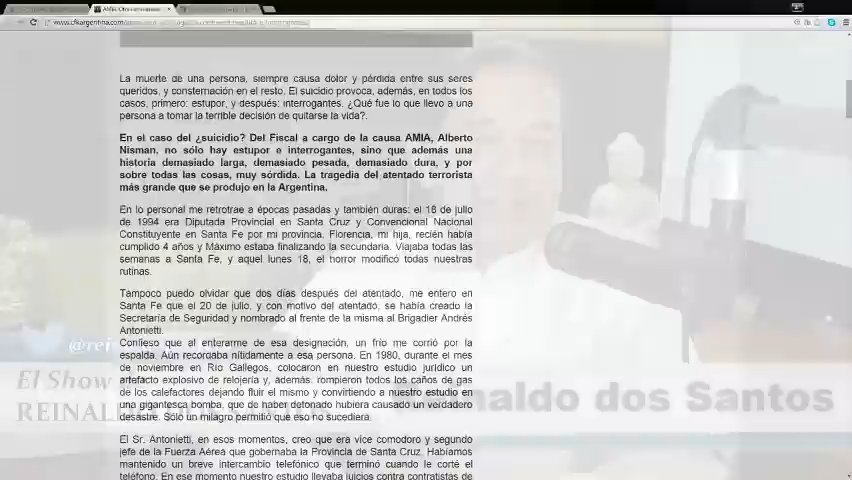 AMIA. Otra
www.cfkargentina.com
La muerte de una persona, siempre causa dolor y pérdida entre sus seres
queridos, y consternación en el resto. El suicidio provoca, además, en todos los
casos, primero: estupor, y después: interrogantes. ¿Qué fue lo que llevo a una
persona a tomar la terrible decisión de quitarse la vida?.
En el caso del ¿suicidio? Del Fiscal a cargo de la causa AMIA, Alberto
Nisman, no sólo hay estupor e interrogantes, sino que además una
historia demasiado larga, demasiado pesada, demasiado dura, y por
sobre todas las cosas, muy sórdida. La tragedia del atentado terrorista
más grande que se produjo en la Argentina.
En lo personal me retrotrae a épocas pasadas y también duras: el 18 de julio
de 1994 era Diputada Provincial en Santa Cruz y Convencional Nacional
Constituyente en Santa Fe por mi provincia. Florencia, mi hija, recién había
cumplido 4 años y Máximo estaba finalizando la secundaria. Viajaba todas las
semanas a Santa Fe, y aquel lunes 18, el horror modificó todas nuestras
rutinas.
Tampoco puedo olvidar que dos días después del atentado, me entero en
Santa Fe que el 20 de julio, y con motivo del atentado, se había creado la
Secretaría de Seguridad y nombrado al frente de la misma al Brigadier Andrés
Antonietti.
Confieso que al enterarme de esa designación, un frío me corrió por la
espalda. Aún recordaba nítidamente a esa persona. En 1980, durante el mes
de noviembre en Río Gallegos, colocaron en nuestro estudio jurídico un
artefacto explosivo de relojería y, además: rompieron todos los caños de gas
de los calefactores dejando fluir el mismo y convirtiendo a nuestro estudio en
una gigantesca bomba, que de haber detonado hubiera causado un verdadero
desastre. Sólo un milagro permitió que eso no sucediera.
El Sr. Antonietti, en esos momentos, creo que era vice comodoro y segundo
jefe de la Fuerza Aérea que gobernaba la Provincia de Santa Cruz. Habíamos
mantenido un breve intercambio telefónico que terminó cuando le corté el
teléfono. En ese momento nuestro estudio llevaba juicios contra contratistas de
@rei
El Show
REINAL
naldo dos Santos